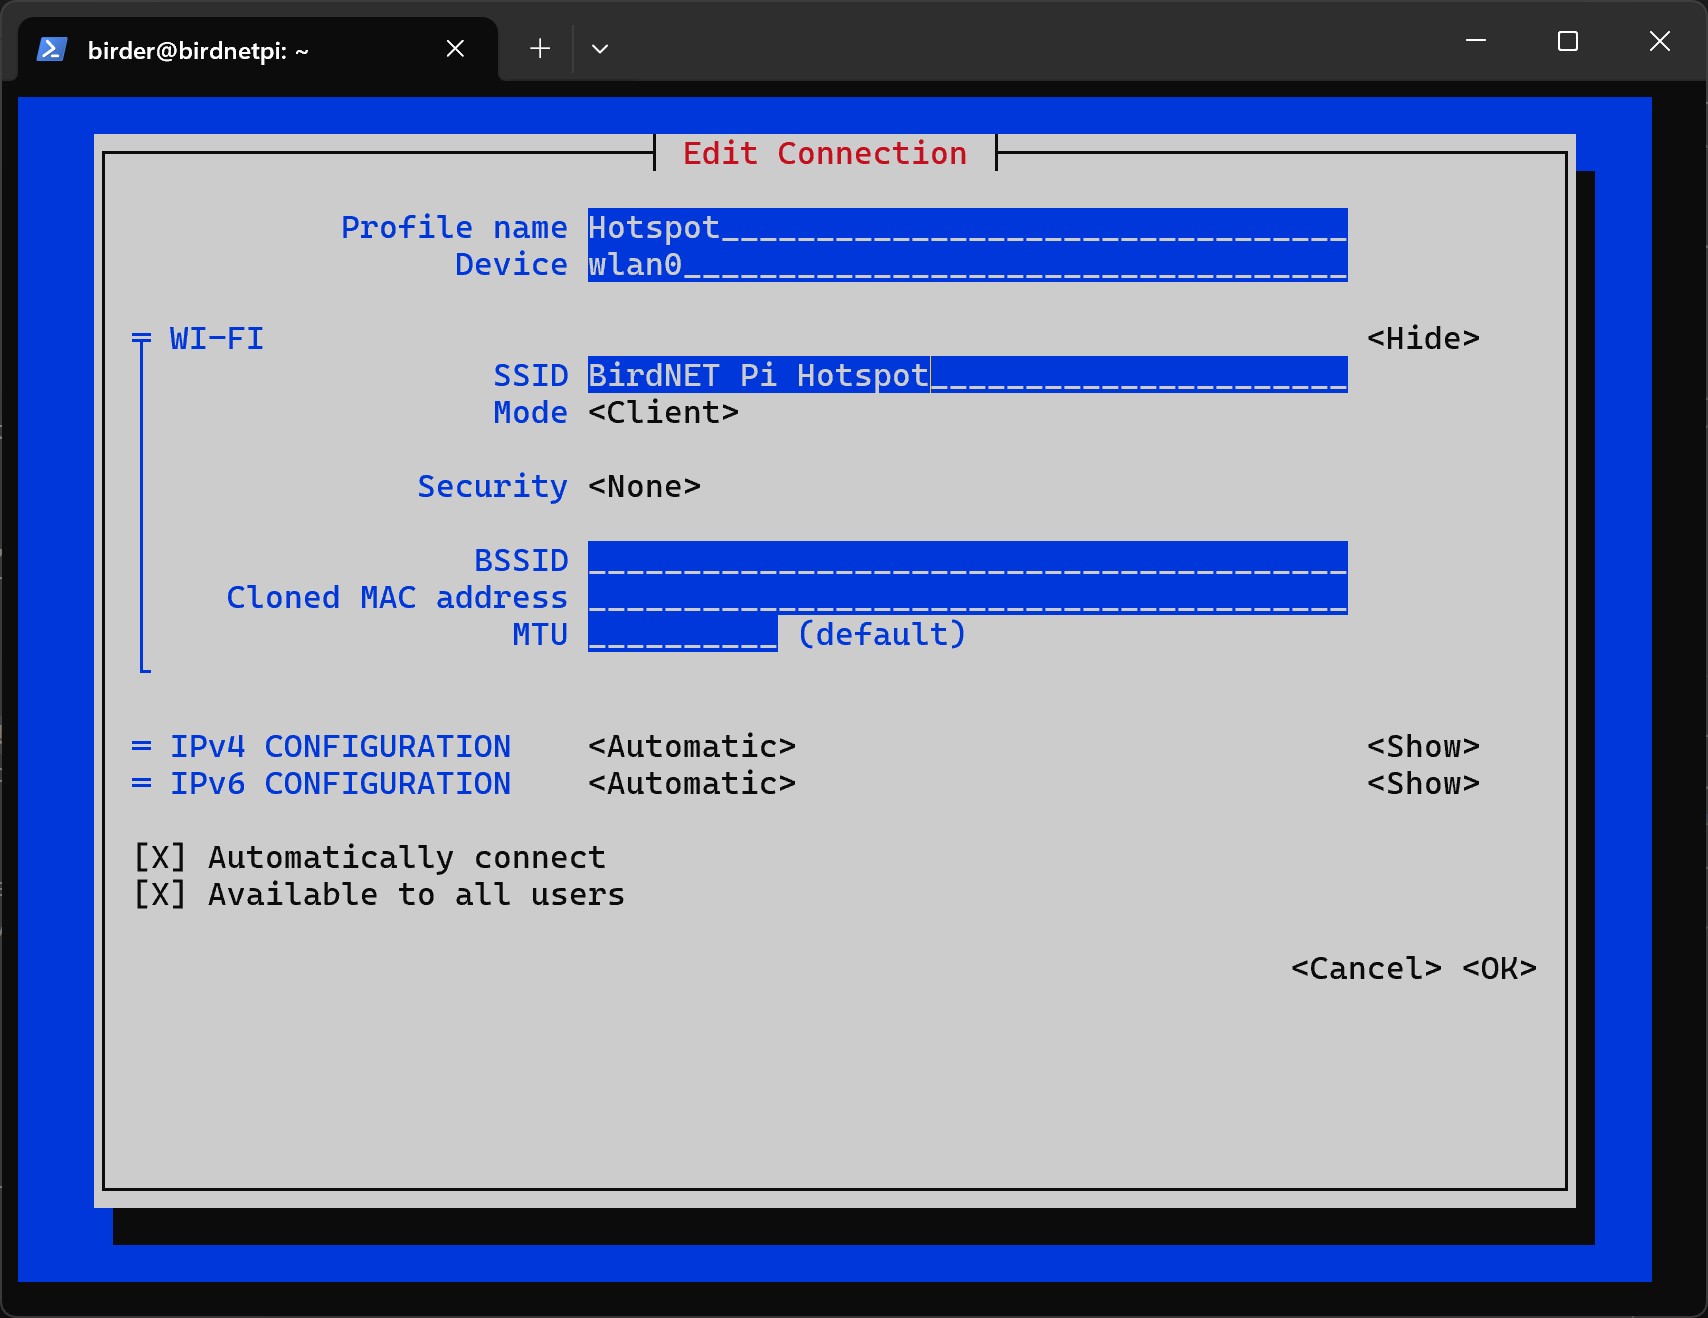 birder@birdnetpi: ~
Edit Connection
Profile name Hotspot
Device wlan0
WI-FI <Hide>
SSID BirdNET Pi Hotspot
Mode <Client>
Security <None>
BSSID
Cloned MAC address
MTU (default)
= IPv4 CONFIGURATION <Automatic> <Show>
= IPv6 CONFIGURATION <Automatic> <Show>
[X] Automatically connect
[X] Available to all users
<Cancel> <OK>